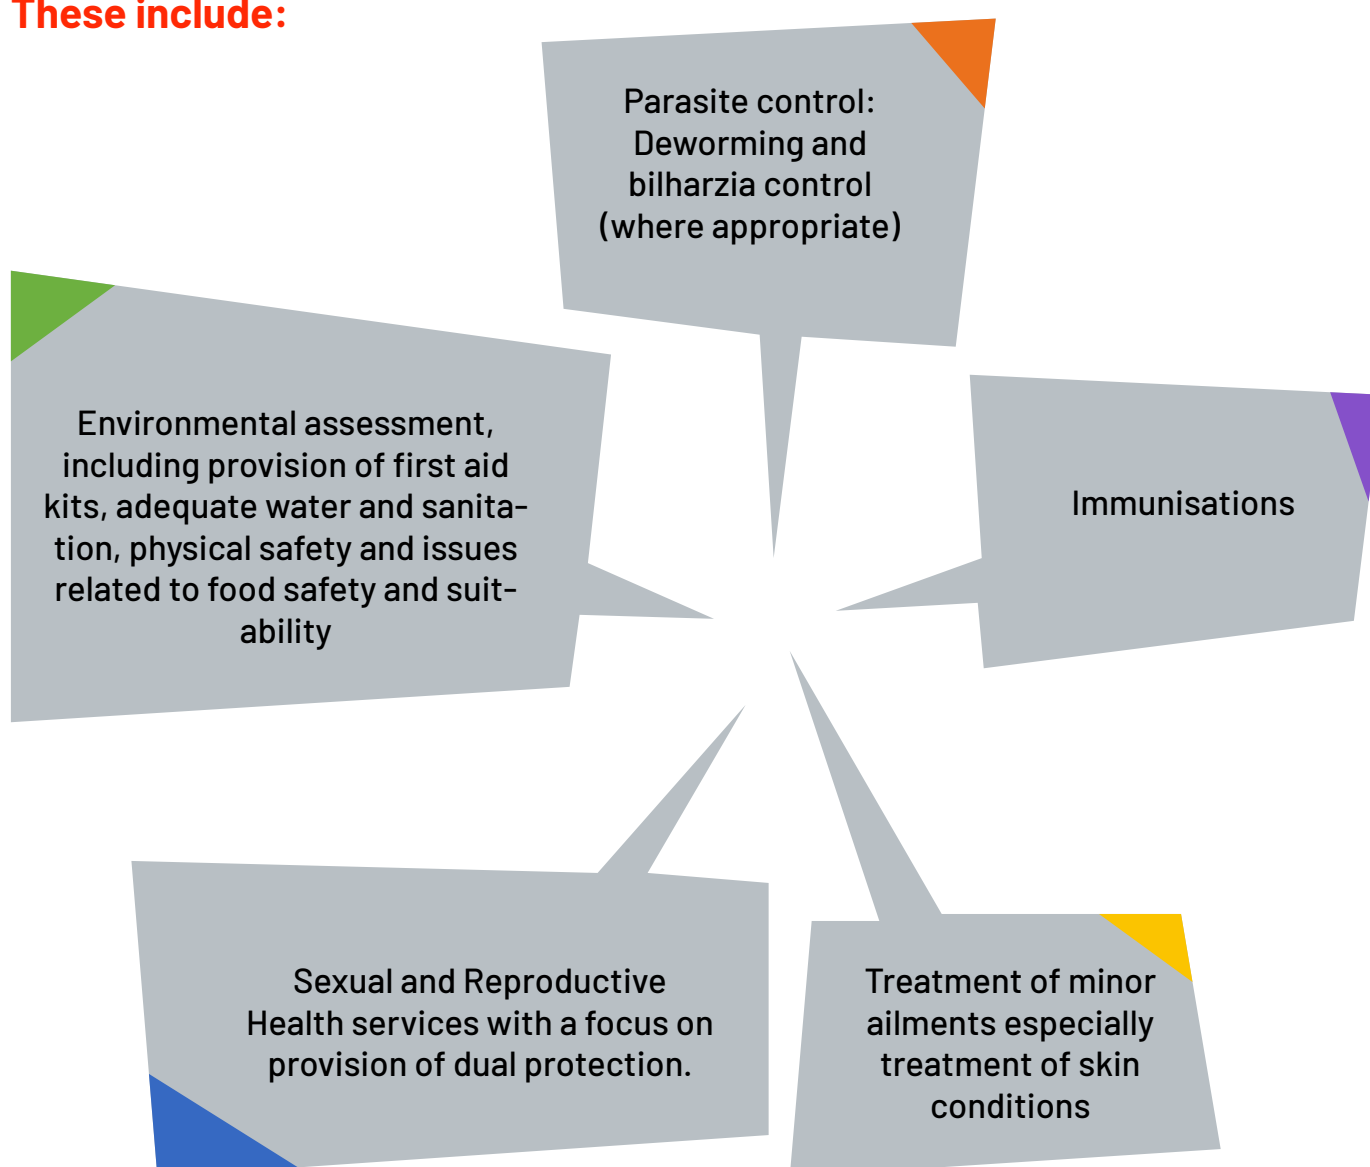 These include:
Parasite control:
Deworming and
bilharzia control
(where appropriate)
Environmental assessment,
including provision of first aid
kits, adequate water and sanita-
tion, physical safety and issues
related to food safety and suit-
ability
Immunisations
Sexual and Reproductive
Health services with a focus on
provision of dual protection.
Treatment of minor
ailments especially
treatment of skin
conditions